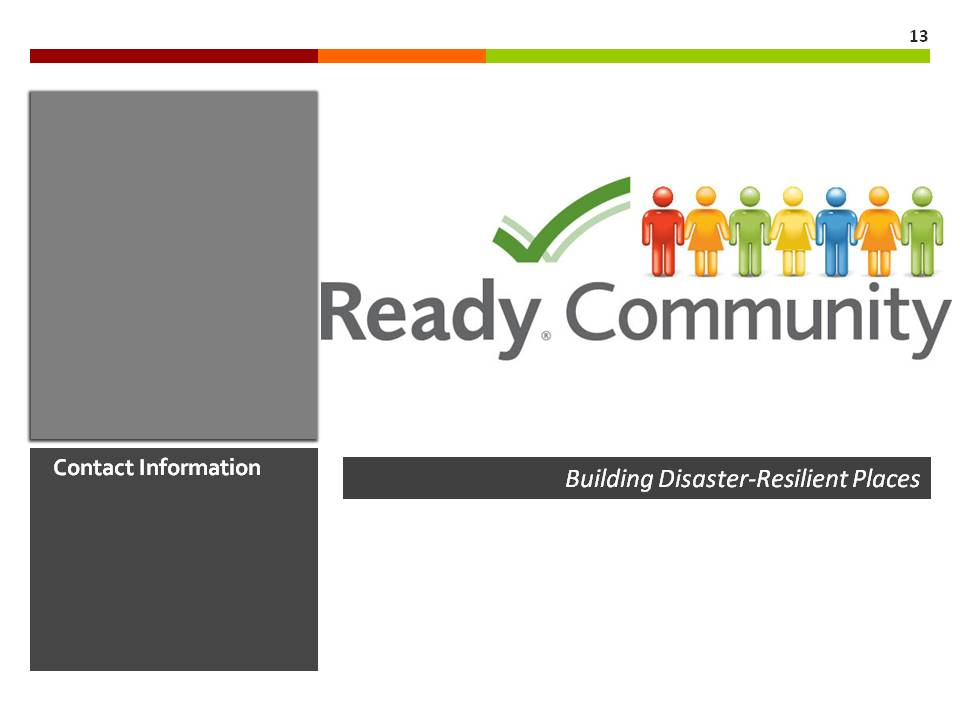 13
Ready® Community
Contact Information
Building Disaster-Resilient Places